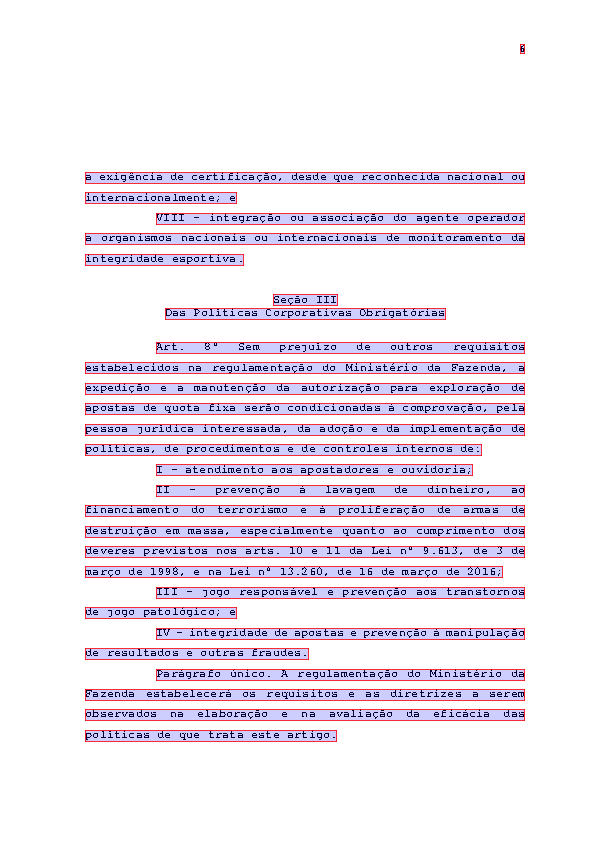 6
a exigência de certificação, desde que reconhecida nacional ou
internacionalmente; e
VIII – integração ou associação do agente operador
a organismos nacionais ou internacionais de monitoramento da
integridade esportiva.
Seção III
Das Políticas Corporativas Obrigatórias
Art. 8º Sem prejuízo de outros requisitos
estabelecidos na regulamentação do Ministério da Fazenda, a
expedição e a manutenção da autorização para exploração de
apostas de quota fixa serão condicionadas à comprovação, pela
pessoa jurídica interessada, da adoção e da implementação de
políticas, de procedimentos e de controles internos de:
I – atendimento aos apostadores e ouvidoria;
II – prevenção à lavagem de dinheiro, ao
financiamento do terrorismo e à proliferação de armas de
destruição em massa, especialmente quanto ao cumprimento dos
deveres previstos nos arts. 10 e 11 da Lei nº 9.613, de 3 de
março de 1998, e na Lei nº 13.260, de 16 de março de 2016;
III – jogo responsável e prevenção aos transtornos
de jogo patológico; e
IV – integridade de apostas e prevenção à manipulação
de resultados e outras fraudes.
Parágrafo único. A regulamentação do Ministério da
Fazenda estabelecerá os requisitos e as diretrizes a serem
observados na elaboração e na avaliação da eficácia das
políticas de que trata este artigo.